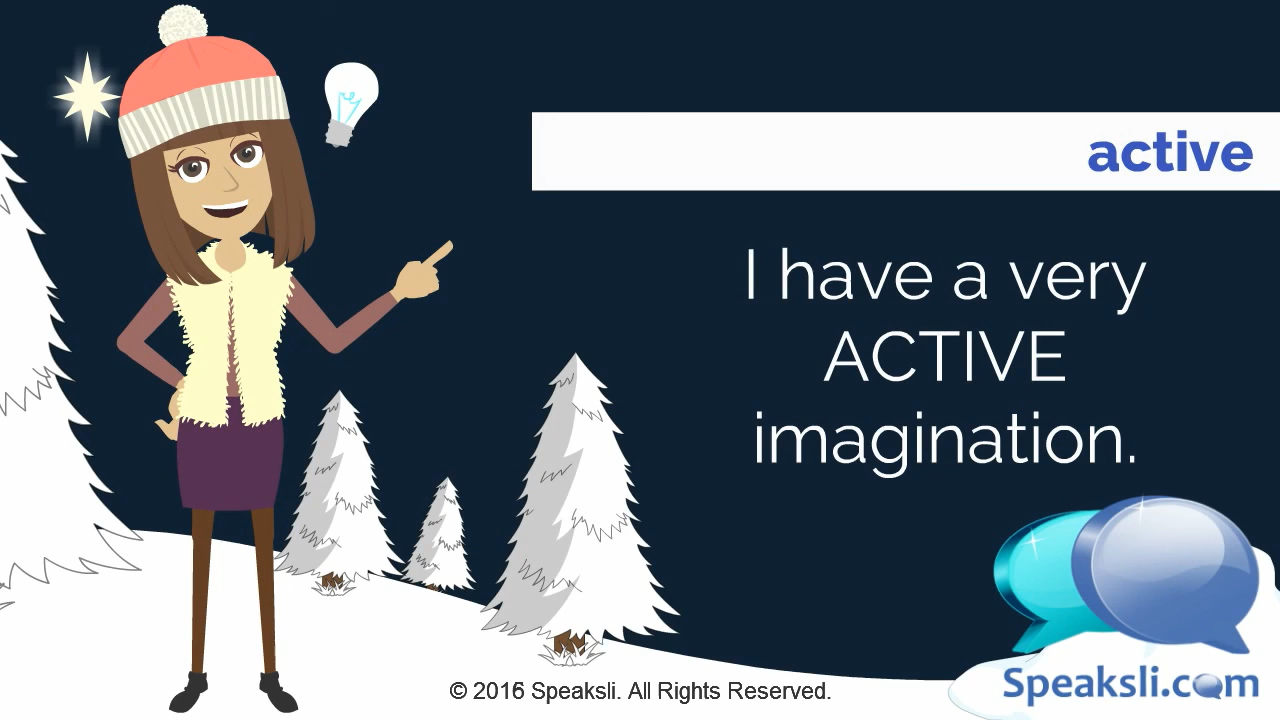 active
I have a very
ACTIVE
imagination.
Speaksli.com
© 2016 Speaksli. All Rights Reserved.